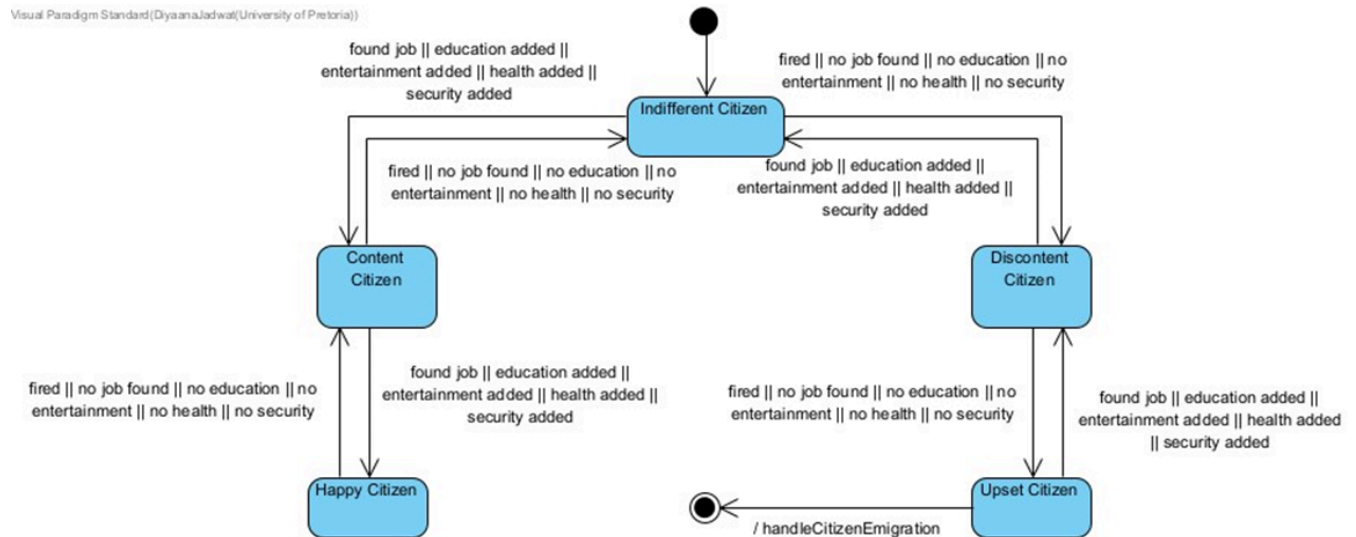 Visual Paradigm Standard(DiyaanaJadwat(University of Pretoria))
found job || education added ||
entertainment added || health added ||
security added
fired || no job found || no education || no
entertainment || no health || no security
Indifferent Citizen
fired || no job found || no education || no
entertainment || no health || no security
found job || education added ||
entertainment added || health added ||
security added
Content
Citizen
Discontent
Citizen
fired || no job found || no education || no
entertainment || no health || no security
found job || education added ||
entertainment added || health added ||
security added
fired || no job found || no education || no
entertainment || no health || no security
found job || education added ||
entertainment added || health added
|| security added
Happy Citizen
Upset Citizen
/ handleCitizenEmigration